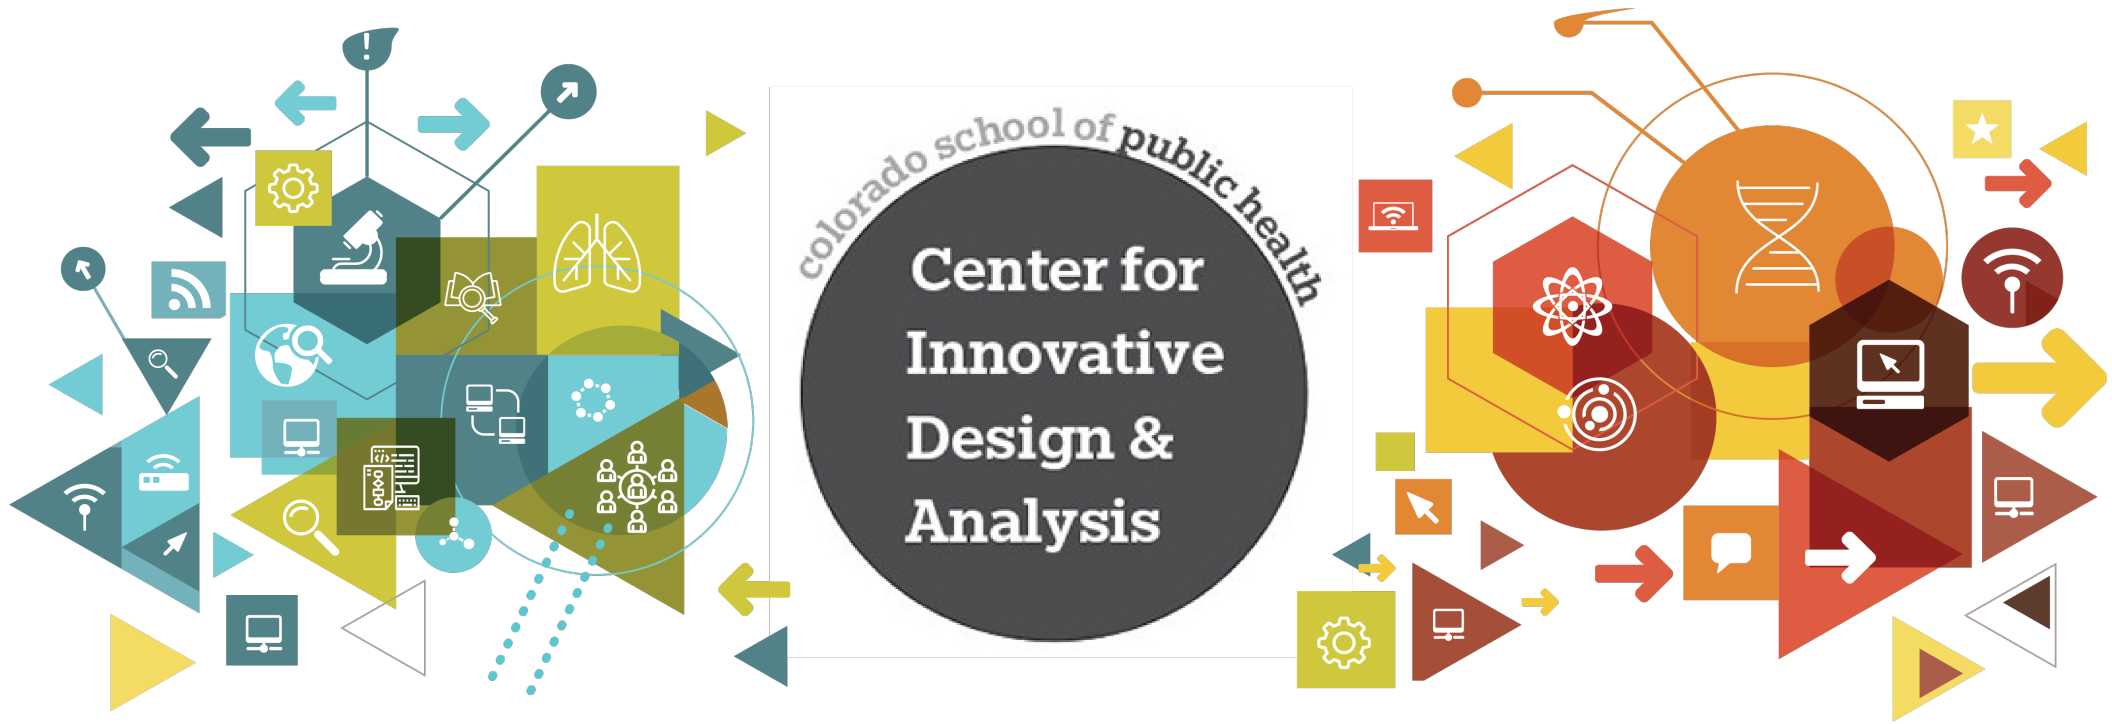 colorado school of public health
Center for
Innovative
Design &
Analysis